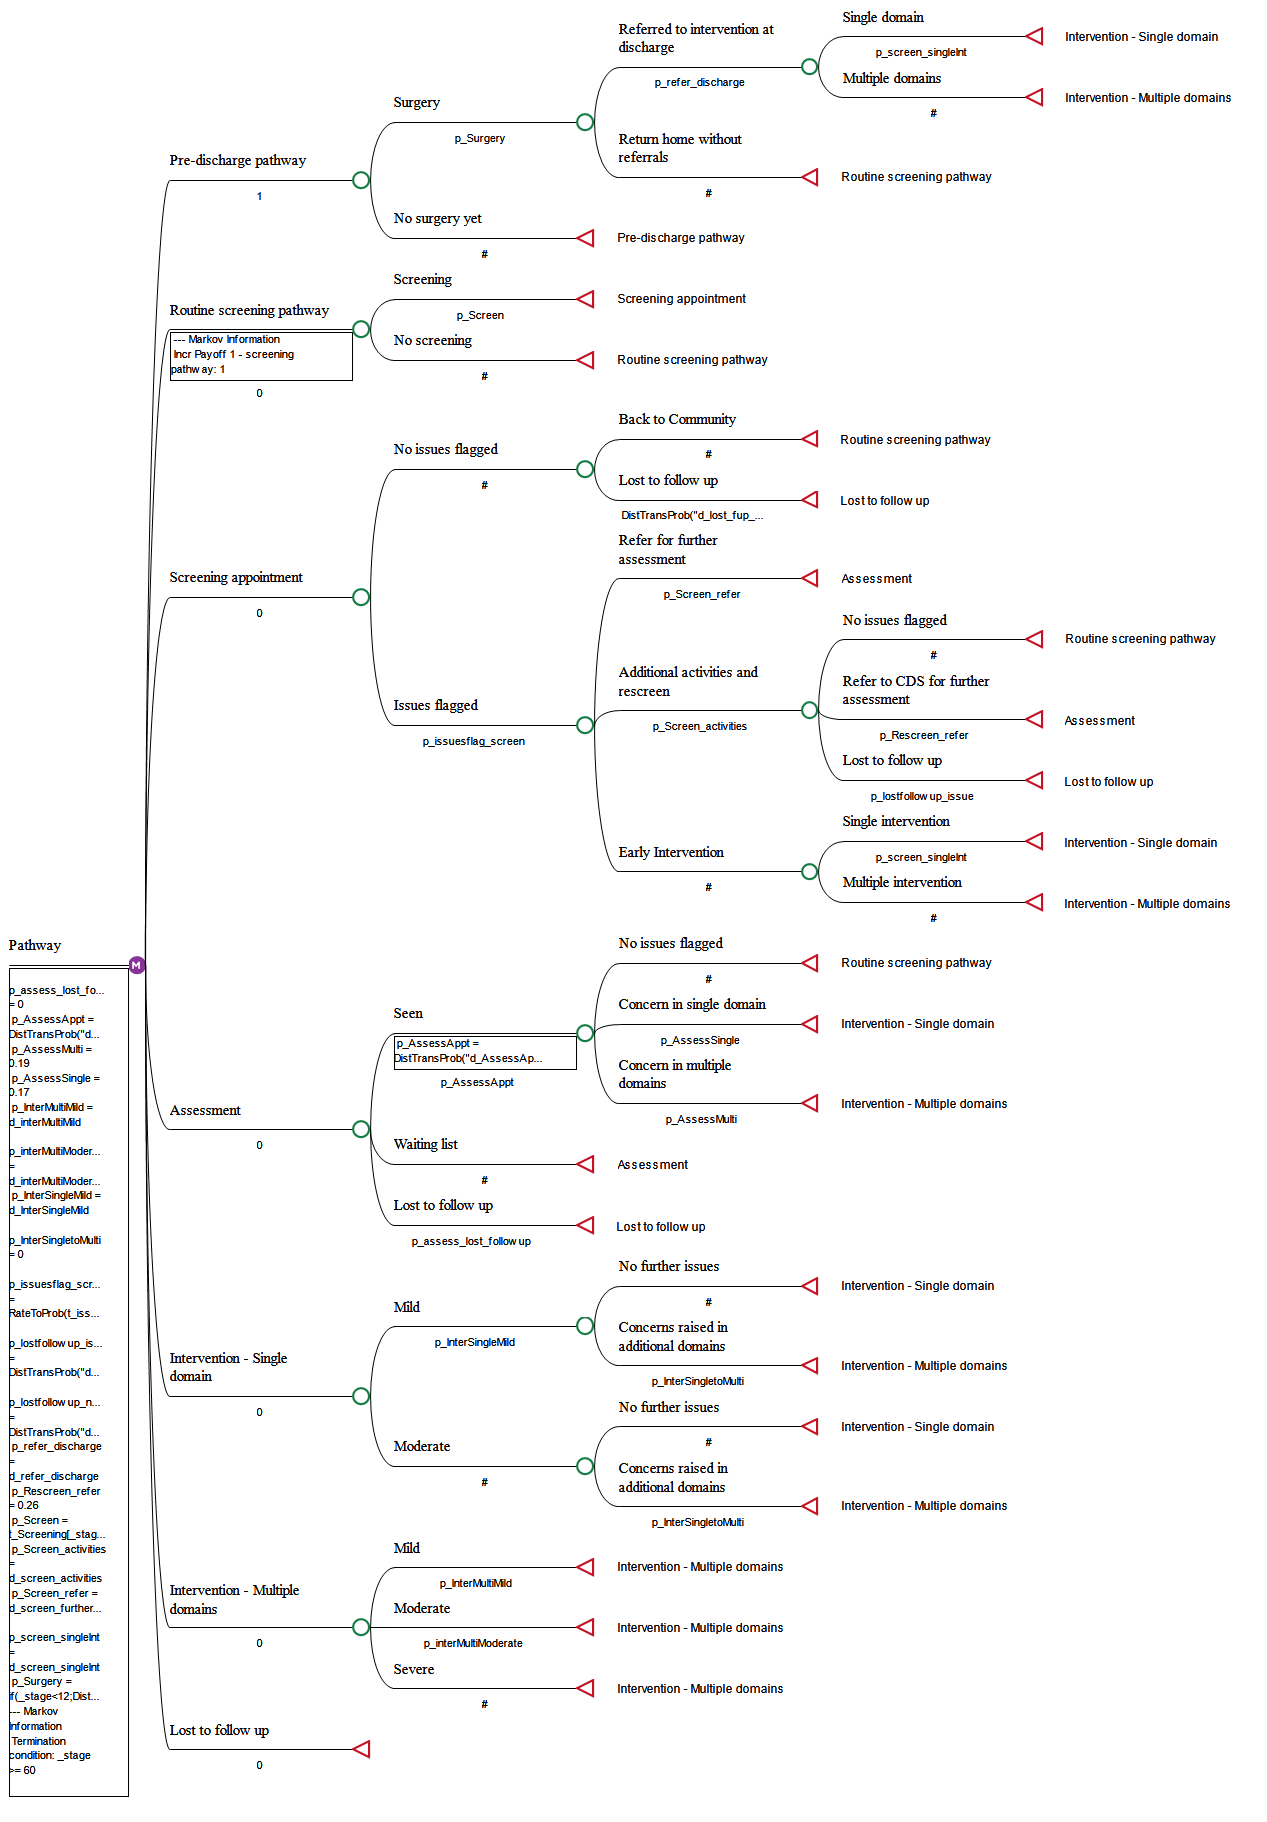 Single domain
p_screen_singleInt
Intervention - Single domain
Referred to intervention at
discharge
p_refer_discharge
Multiple domains
#
Intervention - Multiple domains
Surgery
p_Surgery
Return home without
referrals
#
Routine screening pathway
Pre-discharge pathway
1
No surgery yet
#
Pre-discharge pathway
Screening
p_Screen
Screening appointment
Routine screening pathway
--- Markov Information
Incr Payoff 1 - screening
pathway: 1
0
No screening
#
Routine screening pathway
Back to Community
#
Routine screening pathway
No issues flagged
#
Lost to follow up
DistTransProb("d_lost_fup_...
Lost to follow up
Refer for further
assessment
p_Screen_refer
Assessment
Screening appointment
0
No issues flagged
#
Routine screening pathway
Additional activities and
rescreen
p_Screen_activities
Refer to CDS for further
assessment
p_Rescreen_refer
Assessment
Issues flagged
p_issuesflag_screen
Lost to follow up
p_lostfollowup_issue
Lost to follow up
Single intervention
p_screen_singleInt
Intervention - Single domain
Early Intervention
#
Multiple intervention
#
Intervention - Multiple domains
Pathway
p_assess_lost_fo...
= 0
p_AssessAppt =
DistTransProb("d...
p_AssessMulti =
0.19
p_AssessSingle =
0.17
p_InterMultiMild =
d_interMultiMild
p_interMultiModer...
=
d_interMultiModer...
p_InterSingleMild =
d_InterSingleMild
p_InterSingletoMulti
= 0
p_issuesflag_scr...
=
RateToProb(t_iss...
p_lostfollowup_is...
=
DistTransProb("d...
p_lostfollowup_n...
=
DistTransProb("d...
p_refer_discharge
=
d_refer_discharge
p_Rescreen_refer
= 0.26
p_Screen =
t_Screening[_stag...
p_Screen_activities
=
d_screen_activities
p_Screen_refer =
d_screen_further...
p_screen_singleInt
=
d_screen_singleInt
p_Surgery =
if(_stage<12;Dist...
--- Markov
Information
Termination
condition: _stage
>= 60
No issues flagged
#
Routine screening pathway
Seen
p_AssessAppt =
DistTransProb("d_AssessAp...
p_AssessAppt
Concern in single domain
p_AssessSingle
Intervention - Single domain
Concern in multiple
domains
p_AssessMulti
Intervention - Multiple domains
Assessment
0
Waiting list
#
Assessment
Lost to follow up
p_assess_lost_followup
Lost to follow up
No further issues
#
Intervention - Single domain
Mild
p_InterSingleMild
Concerns raised in
additional domains
p_InterSingletoMulti
Intervention - Multiple domains
Intervention - Single
domain
0
No further issues
#
Intervention - Single domain
Moderate
#
Concerns raised in
additional domains
p_InterSingletoMulti
Intervention - Multiple domains
Mild
p_InterMultiMild
Intervention - Multiple domains
Intervention - Multiple
domains
0
Moderate
p_interMultiModerate
Intervention - Multiple domains
Severe
#
Intervention - Multiple domains
Lost to follow up
0